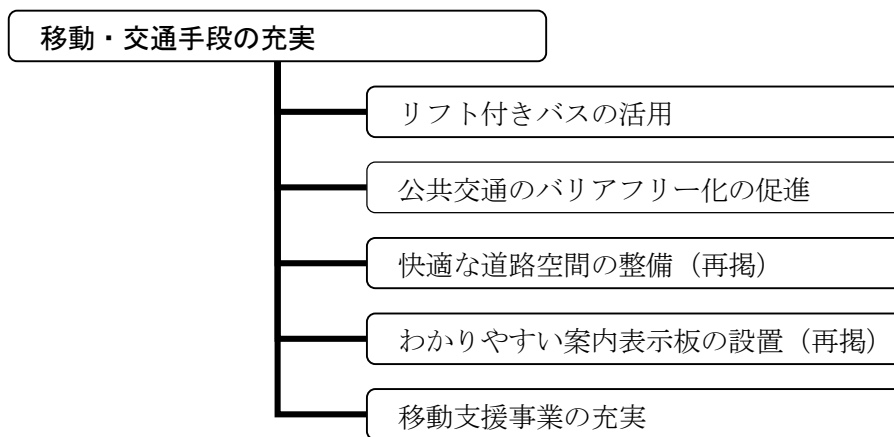 移動・交通手段の充実
リフト付きバスの活用
公共交通のバリアフリー化の促進
快適な道路空間の整備（再掲）
わかりやすい案内表示板の設置（再掲）
移動支援事業の充実